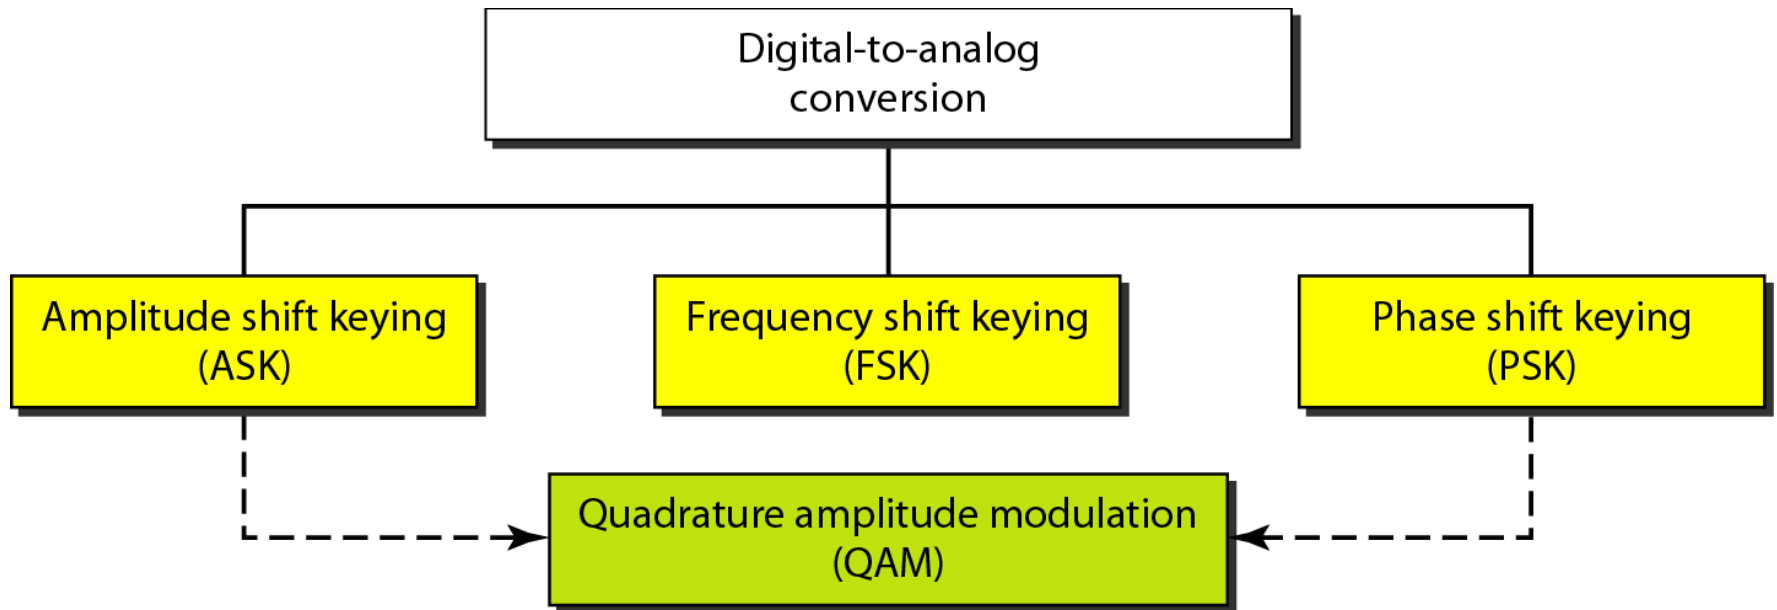 Digital-to-analog
conversion
Amplitude shift keying
(ASK)
Frequency shift keying
(FSK)
Phase shift keying
(PSK)
Quadrature amplitude modulation
(QAM)